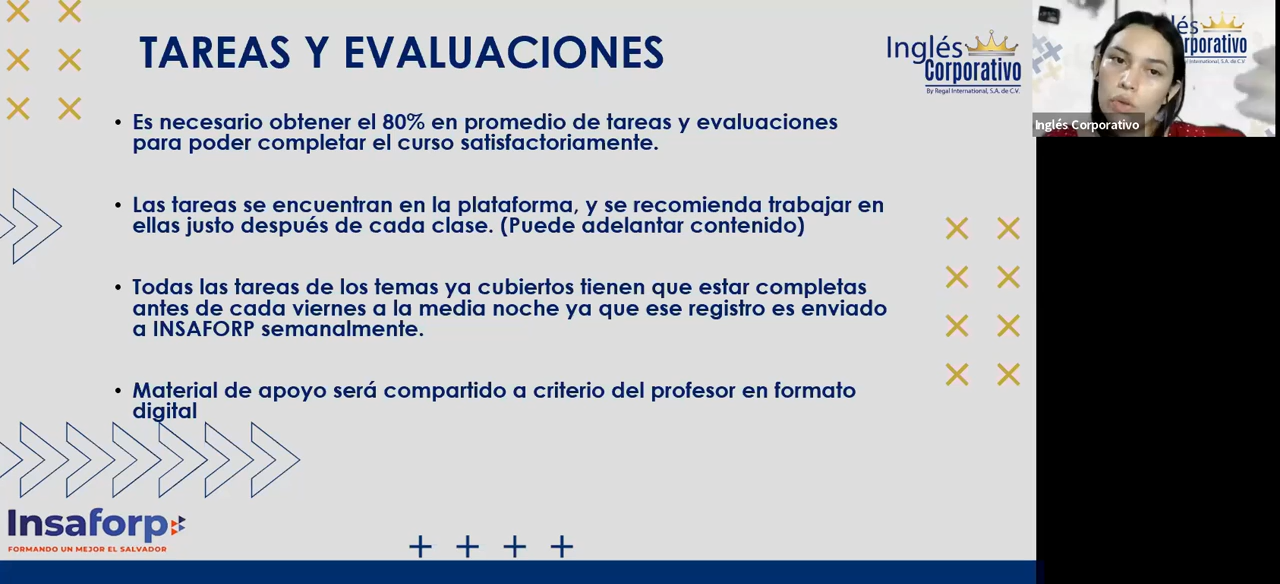 TAREAS Y EVALUACIONES
Inglés
Corporativo
By Regal International, S.A. de C.V.
• Es necesario obtener el 80% en promedio de tareas y evaluaciones
para poder completar el curso satisfactoriamente.
• Las tareas se encuentran en la plataforma, y se recomienda trabajar en
ellas justo después de cada clase. (Puede adelantar contenido)
• Todas las tareas de los temas ya cubiertos tienen que estar completas
antes de cada viernes a la media noche ya que ese registro es enviado
a INSAFORP semanalmente.
• Material de apoyo será compartido a criterio del profesor en formato
digital
Insaforp
FORMANDO UN MEJOR EL SALVADOR
lés
rporativo
Inglés Corporativo